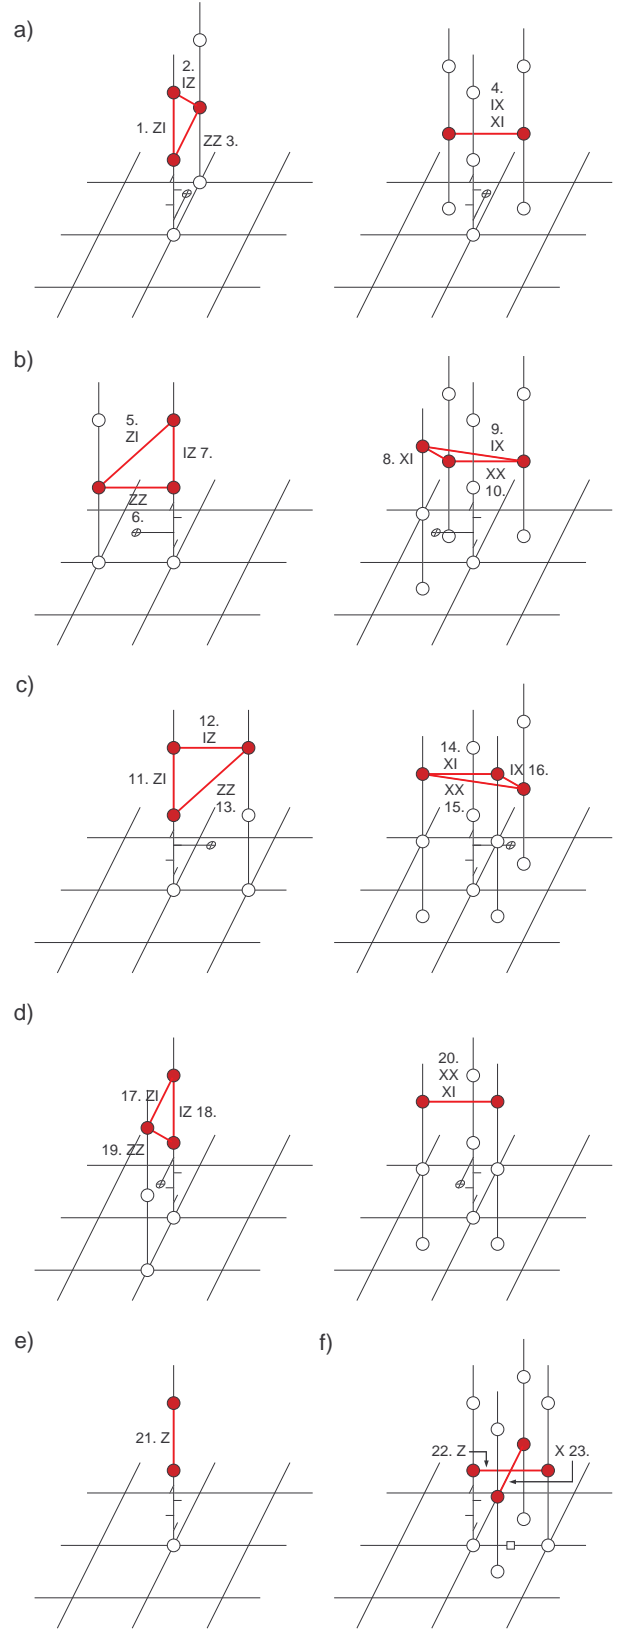 a)
2.
IZ
1. ZI
ZZ 3.
4.
IX
XI
b)
5.
ZI
IZ 7.
ZZ
6.
8. XI
9.
IX
XX
10.
c)
12.
IZ
11. ZI
ZZ
13.
14.
XI
IX 16.
XX
15.
d)
17. ZI
IZ 18.
19. ZZ
20.
XX
XI
e)
21. Z
f)
22. Z
X 23.